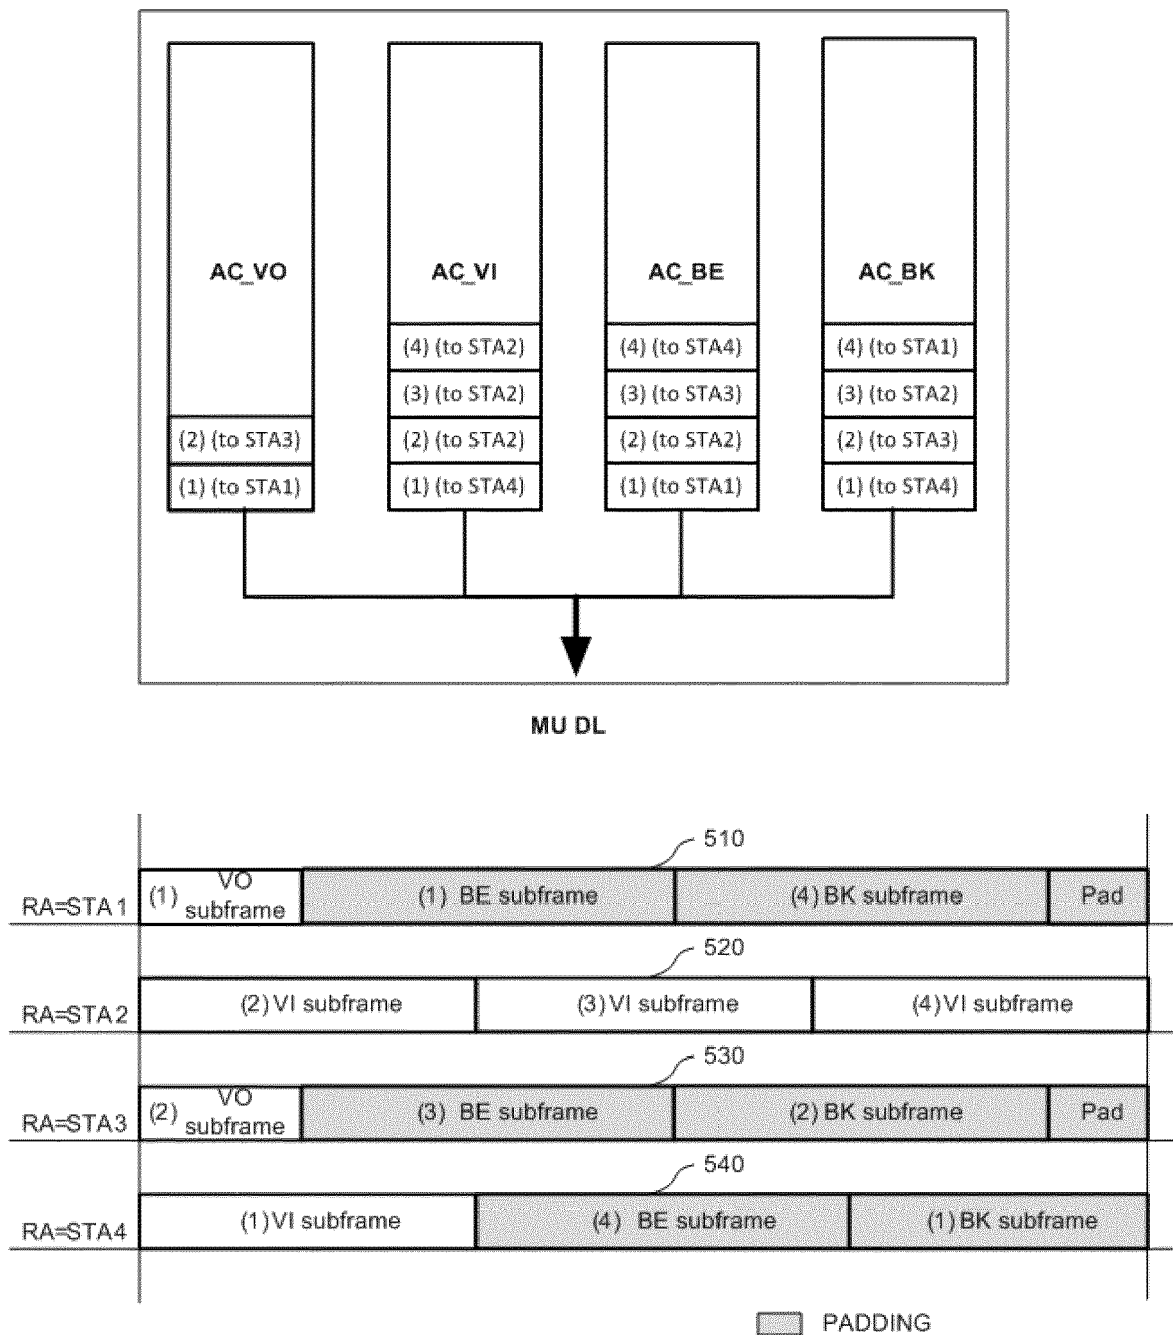 AC_VO AC_VI AC_BE AC_BK
(4) (to STA2) (4) (to STA4) (4) (to STA1)
(3) (to STA2) (3) (to STA3) (3) (to STA2)
(2) (to STA3) (2) (to STA2) (2) (to STA2) (2) (to STA3)
(1) (to STA1) (1) (to STA4) (1) (to STA1) (1) (to STA4)
MU DL
510
RA=STA1 (1) VO subframe (1) BE subframe (4) BK subframe Pad
520
RA=STA2 (2) VI subframe (3) VI subframe (4) VI subframe
530
RA=STA3 (2) VO subframe (3) BE subframe (2) BK subframe Pad
540
RA=STA4 (1) VI subframe (4) BE subframe (1) BK subframe
PADDING